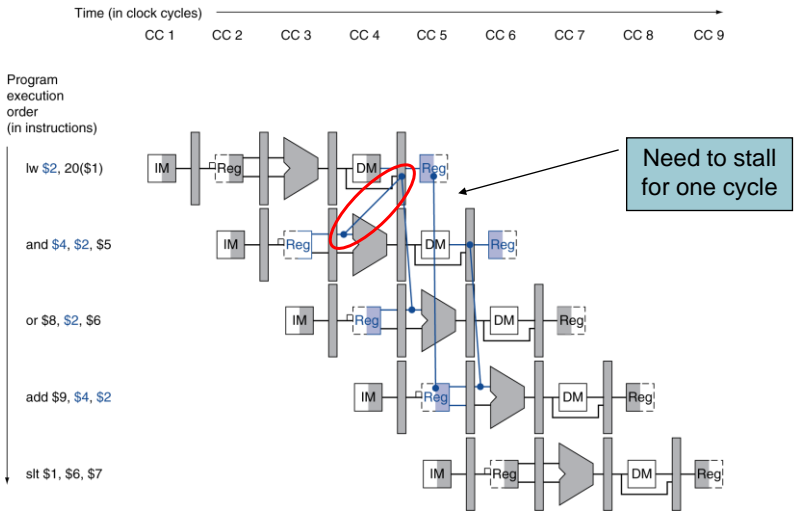 Time (in clock cycles)
CC 1 CC 2 CC 3 CC 4 CC 5 CC 6 CC 7 CC 8 CC 9
Program
execution
order
(in instructions)
lw $2, 20($1) IM Reg DM Reg
Need to stall
for one cycle
and $4, $2, $5 IM Reg DM Reg
or $8, $2, $6 IM Reg DM Reg
add $9, $4, $2 IM Reg DM Reg
slt $1, $6, $7 IM Reg DM Reg